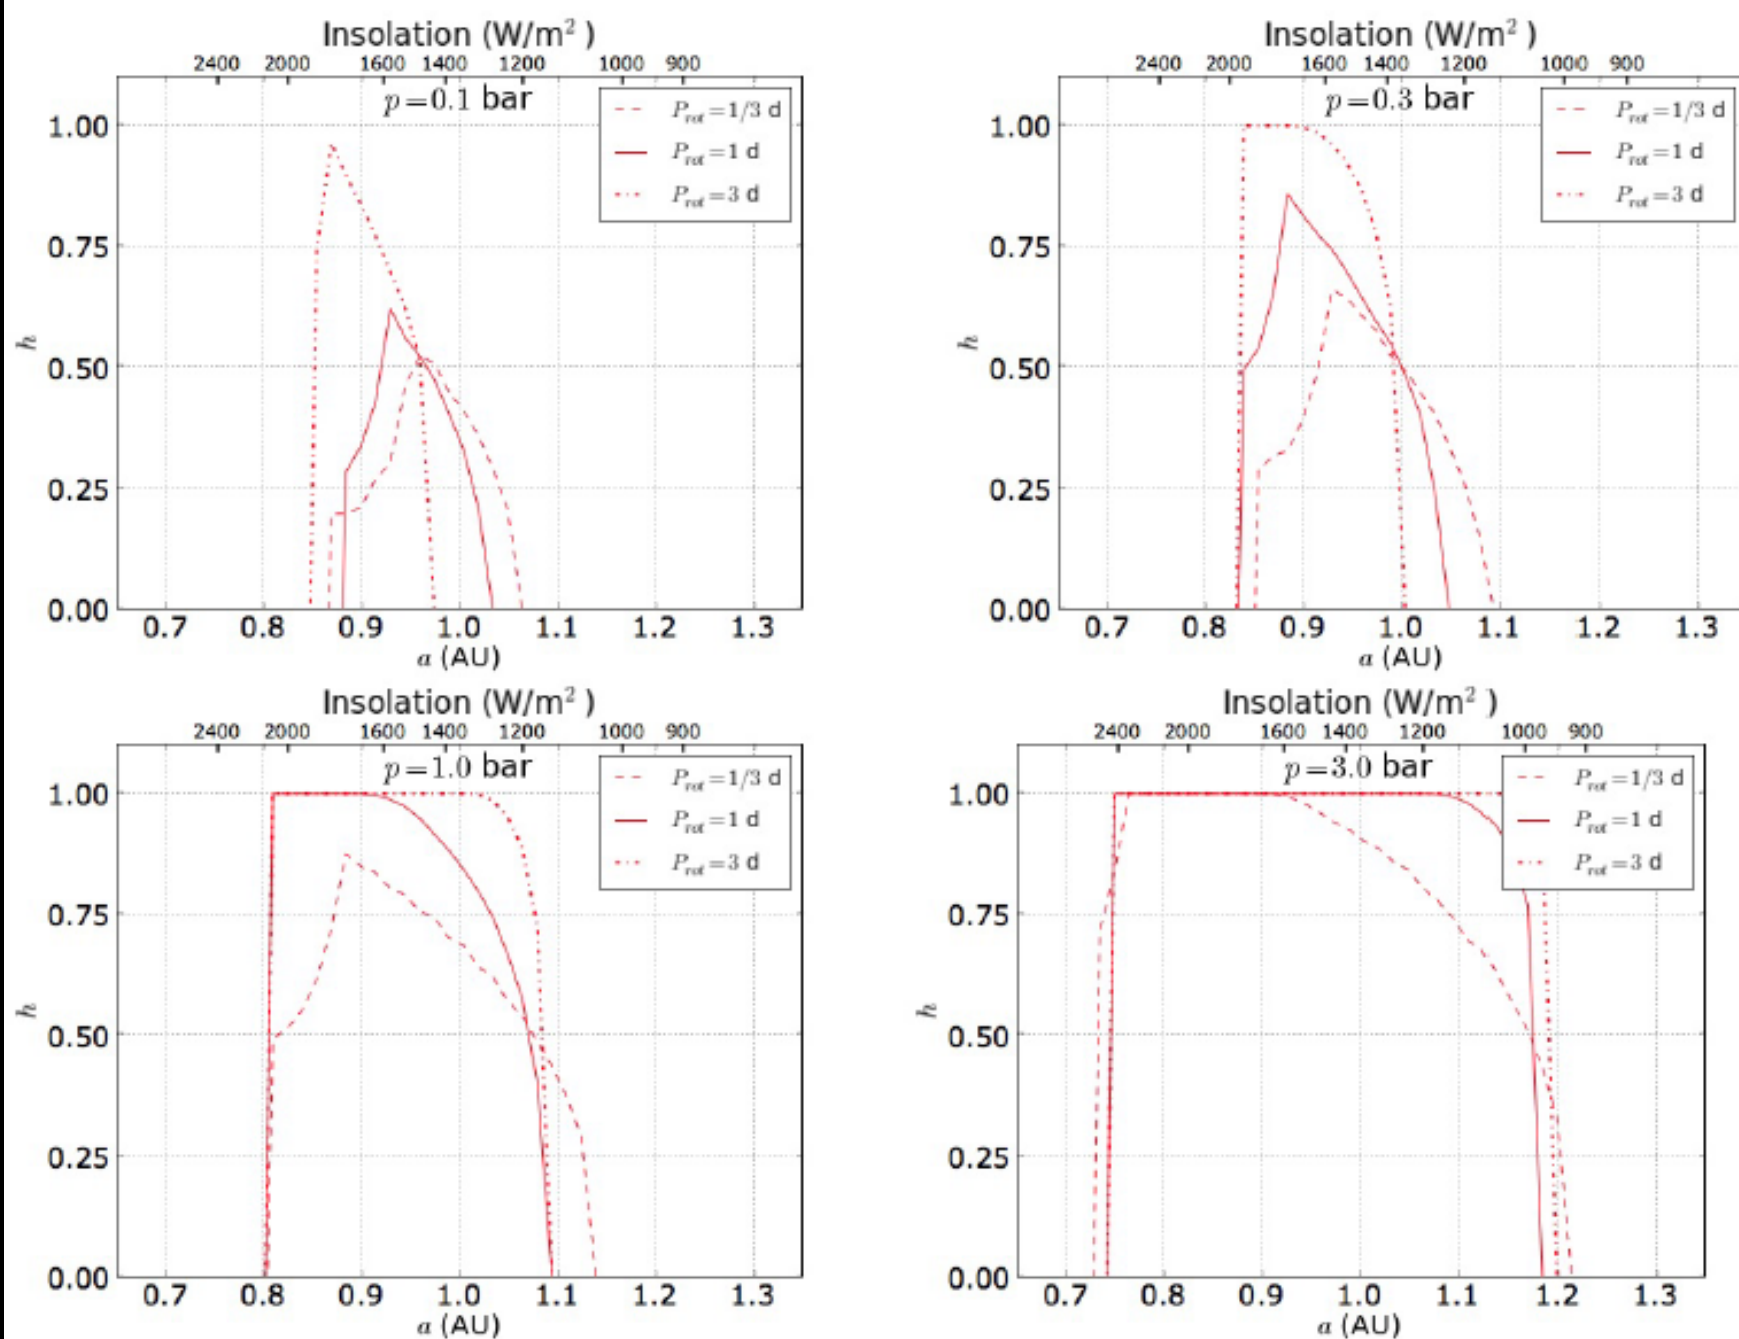 Insolation (W/m² )
2400 2000 1600 1400 1200 1000 900
p=0.1 bar
P_rot=1/3 d
P_rot=1 d
P_rot=3 d
1.00
0.75
0.50
0.25
0.00
h
0.7 0.8 0.9 1.0 1.1 1.2 1.3
a (AU)
Insolation (W/m² )
2400 2000 1600 1400 1200 1000 900
p=0.3 bar
P_rot=1/3 d
P_rot=1 d
P_rot=3 d
1.00
0.75
0.50
0.25
0.00
h
0.7 0.8 0.9 1.0 1.1 1.2 1.3
a (AU)
Insolation (W/m² )
2400 2000 1600 1400 1200 1000 900
p=1.0 bar
P_rot=1/3 d
P_rot=1 d
P_rot=3 d
1.00
0.75
0.50
0.25
0.00
h
0.7 0.8 0.9 1.0 1.1 1.2 1.3
a (AU)
Insolation (W/m² )
2400 2000 1600 1400 1200 1000 900
p=3.0 bar
P_rot=1/3 d
P_rot=1 d
P_rot=3 d
1.00
0.75
0.50
0.25
0.00
h
0.7 0.8 0.9 1.0 1.1 1.2 1.3
a (AU)